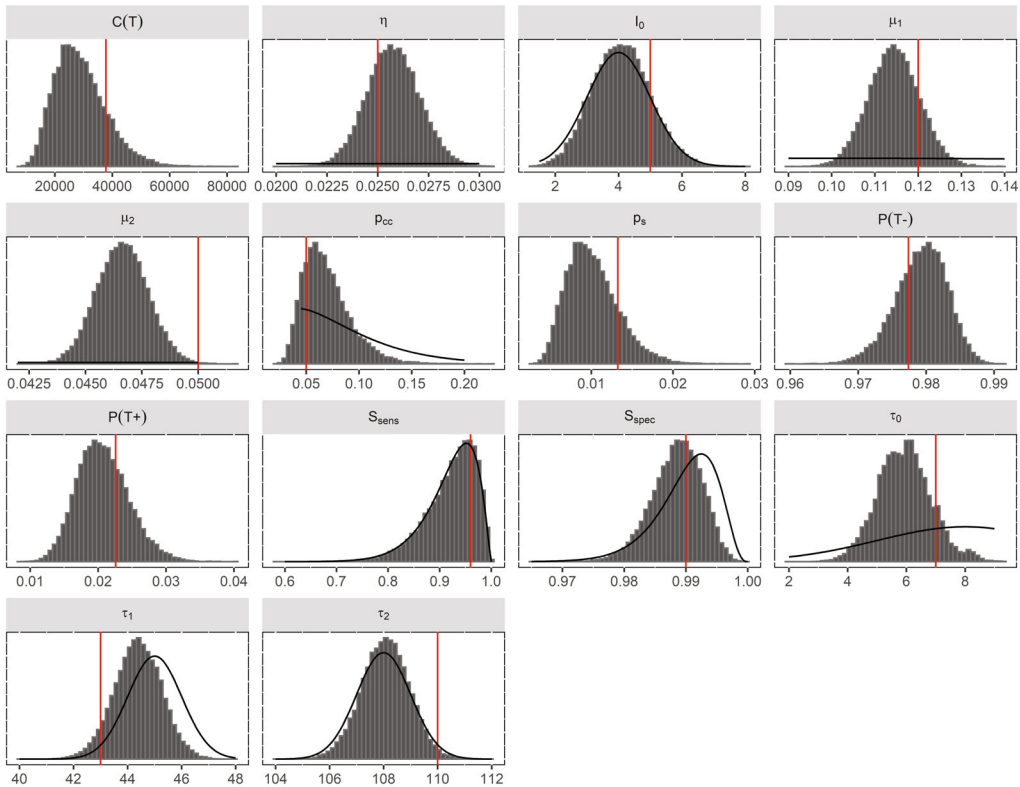 C(T) η I₀ μ₁
20000 40000 60000 80000 0.0200 0.0225 0.0250 0.0275 0.0300 2 4 6 8 0.09 0.10 0.11 0.12 0.13 0.14
μ₂ p_cc p_s P(T-)
0.0425 0.0450 0.0475 0.0500 0.05 0.10 0.15 0.20 0.01 0.02 0.03 0.96 0.97 0.98 0.99
P(T+) S_sens S_spec τ₀
0.01 0.02 0.03 0.04 0.6 0.7 0.8 0.9 1.0 0.97 0.98 0.99 1.00 2 4 6 8
τ₁ τ₂
40 42 44 46 48 104 106 108 110 112